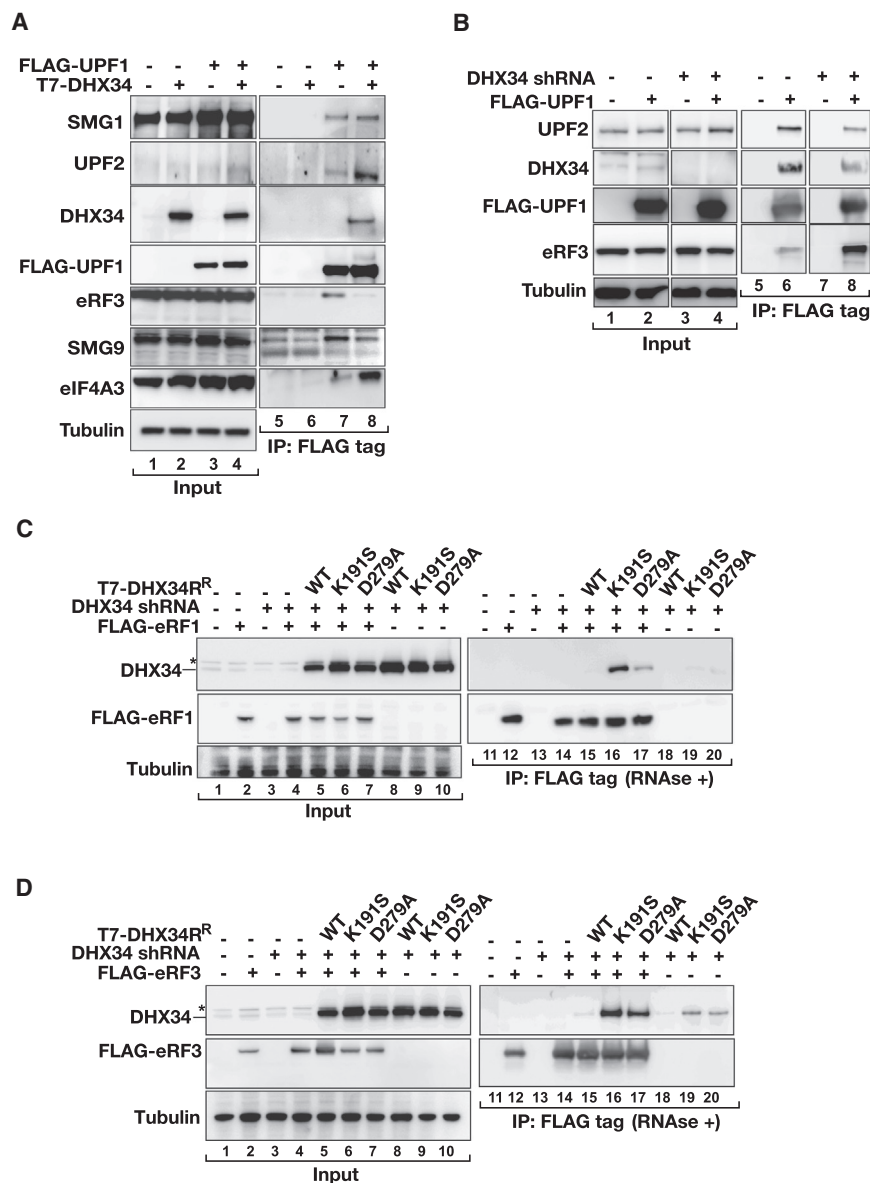 A
FLAG-UPF1 - - + + - - + +
T7-DHX34 - + - + - + - +
SMG1
UPF2
DHX34
FLAG-UPF1
eRF3
SMG9
eIF4A3
Tubulin
5 6 7 8
IP: FLAG tag
1 2 3 4
Input
B
DHX34 shRNA - - + + - - + +
FLAG-UPF1 - + - + - + - +
UPF2
DHX34
FLAG-UPF1
eRF3
Tubulin
5 6 7 8
IP: FLAG tag
1 2 3 4
Input
C
T7-DHX34R^R - - - - WT K191S D279A WT K191S D279A - - - - WT K191S D279A WT K191S D279A
DHX34 shRNA - - + + + + + + + + - - + + + + + + + +
FLAG-eRF1 - + - + + + + - - - - + - + + + + - - -
*
DHX34
FLAG-eRF1
Tubulin
11 12 13 14 15 16 17 18 19 20
IP: FLAG tag (RNAse +)
1 2 3 4 5 6 7 8 9 10
Input
D
T7-DHX34R^R - - - - WT K191S D279A WT K191S D279A - - - - WT K191S D279A WT K191S D279A
DHX34 shRNA - - + + + + + + + + - - + + + + + + + +
FLAG-eRF3 - + - + + + + - - - - + - + + + + - - -
*
DHX34
FLAG-eRF3
Tubulin
11 12 13 14 15 16 17 18 19 20
IP: FLAG tag (RNAse +)
1 2 3 4 5 6 7 8 9 10
Input